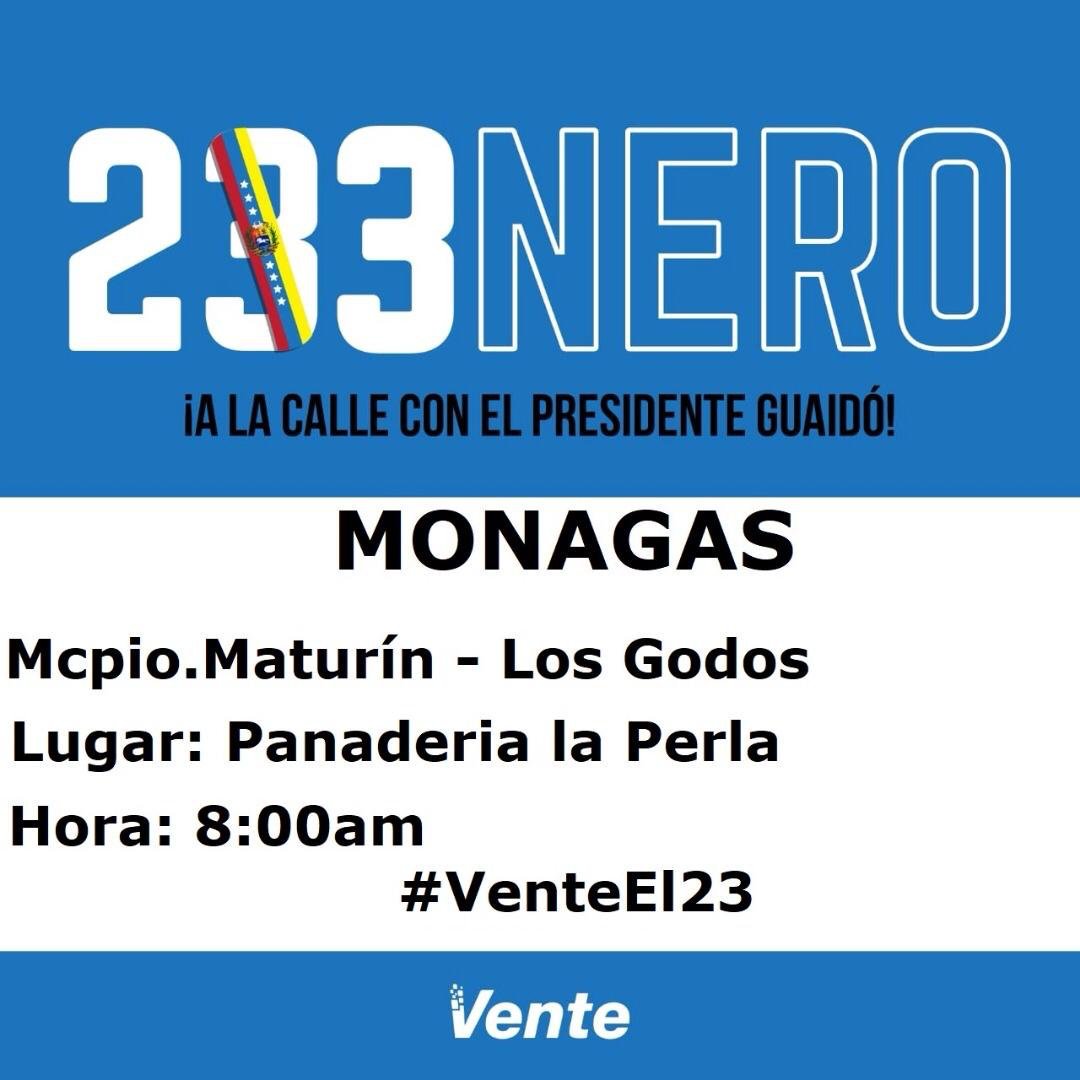 233NERO
¡A LA CALLE CON EL PRESIDENTE GUAIDÓ!
MONAGAS
Mcpio.Maturín - Los Godos
Lugar: Panaderia la Perla
Hora: 8:00am
#VenteEl23
Vente